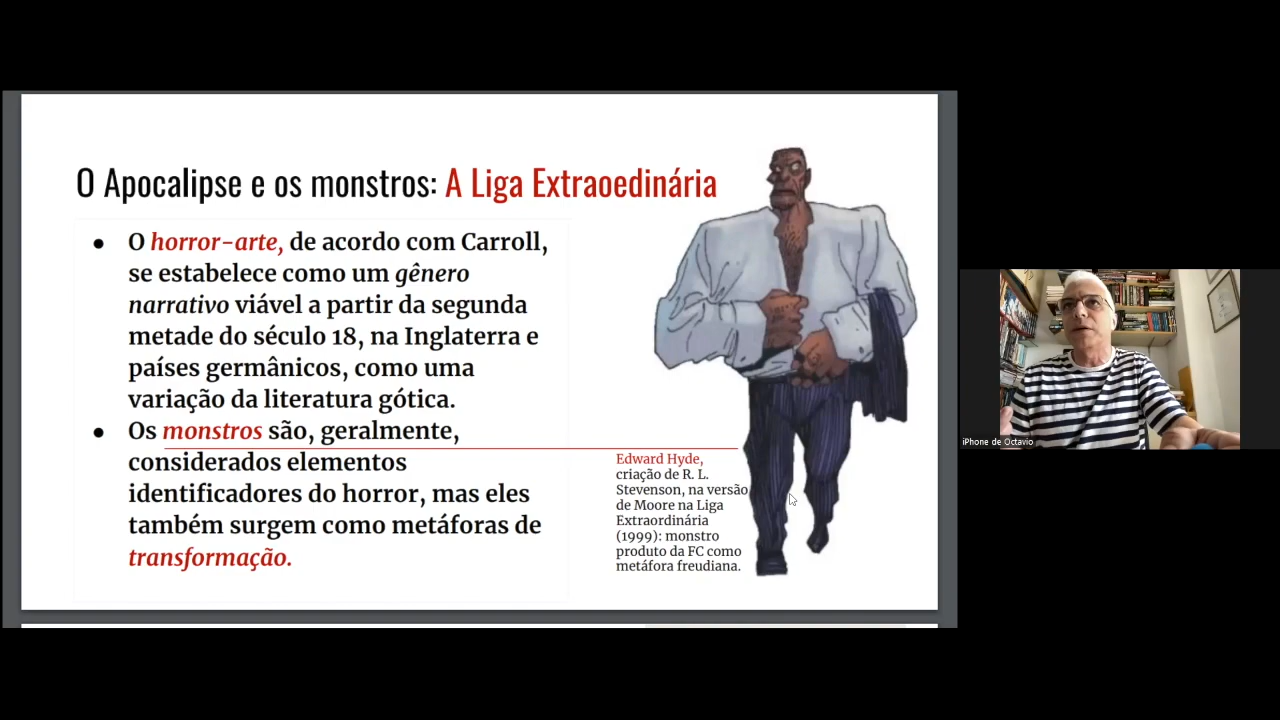 O Apocalipse e os monstros: A Liga Extraoedinária
● O horror-arte, de acordo com Carroll,
se estabelece como um gênero
narrativo viável a partir da segunda
metade do século 18, na Inglaterra e
países germânicos, como uma
variação da literatura gótica.
● Os monstros são, geralmente,
considerados elementos
identificadores do horror, mas eles
também surgem como metáforas de
transformação.
Edward Hyde,
criação de R. L.
Stevenson, na versão
de Moore na Liga
Extraordinária
(1999): monstro
produto da FC como
metáfora freudiana.
iPhone de Octavio